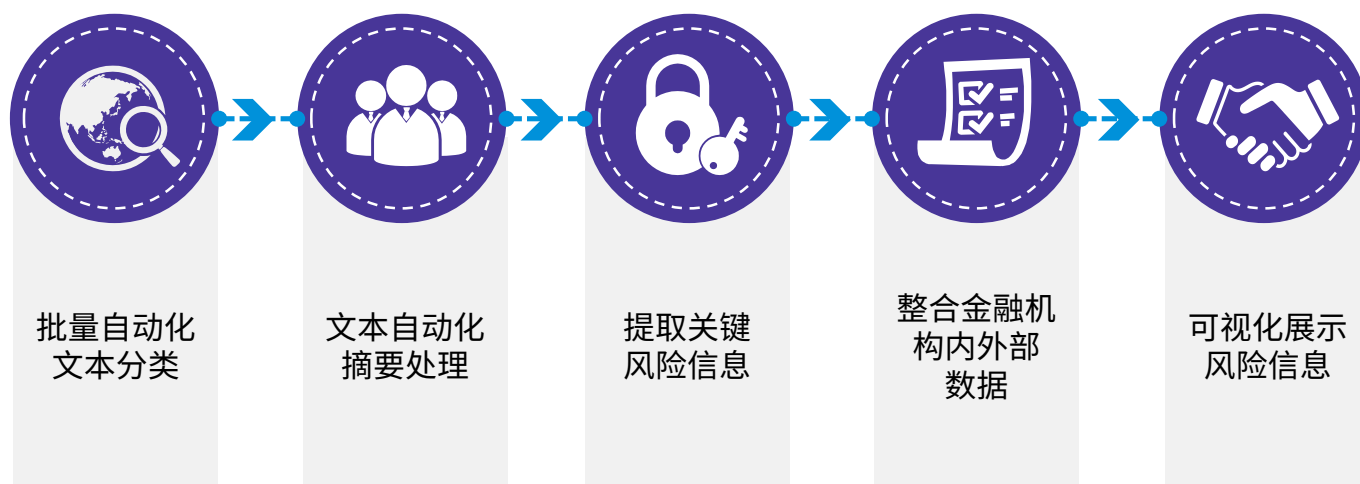 批量自动化
文本分类
文本自动化
摘要处理
提取关键
风险信息
整合金融机
构内外部
数据
可视化展示
风险信息